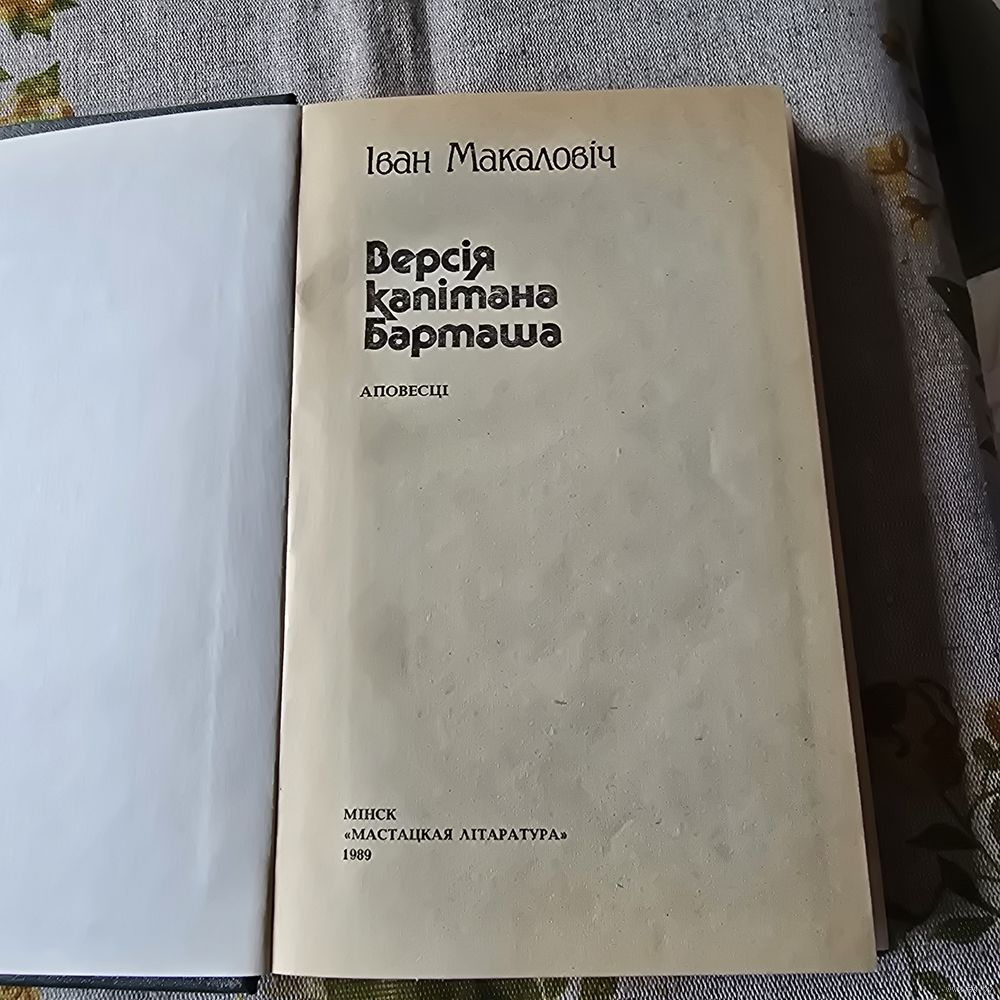 Іван Макаловіч
Версія
капітана
Барташа
АПОВЕСЦІ
МІНСК
«МАСТАЦКАЯ ЛІТАРАТУРА»
1989